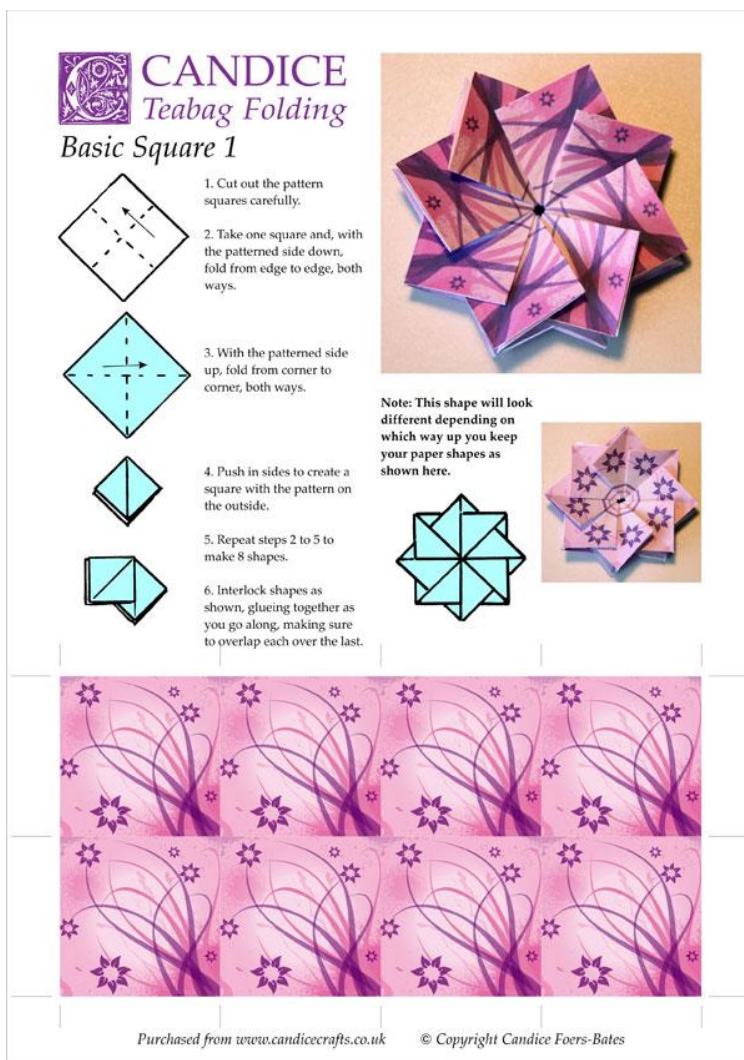 CANDICE
Teabag Folding
Basic Square 1
1. Cut out the pattern
squares carefully.
2. Take one square and, with
the patterned side down,
fold from edge to edge, both
ways.
3. With the patterned side
up, fold from corner to
corner, both ways.
4. Push in sides to create a
square with the pattern on
the outside.
5. Repeat steps 2 to 5 to
make 8 shapes.
6. Interlock shapes as
shown, glueing together as
you go along, making sure
to overlap each over the last.
Note: This shape will look
different depending on
which way up you keep
your paper shapes as
shown here.
Purchased from www.candicecrafts.co.uk © Copyright Candice Foers-Bates